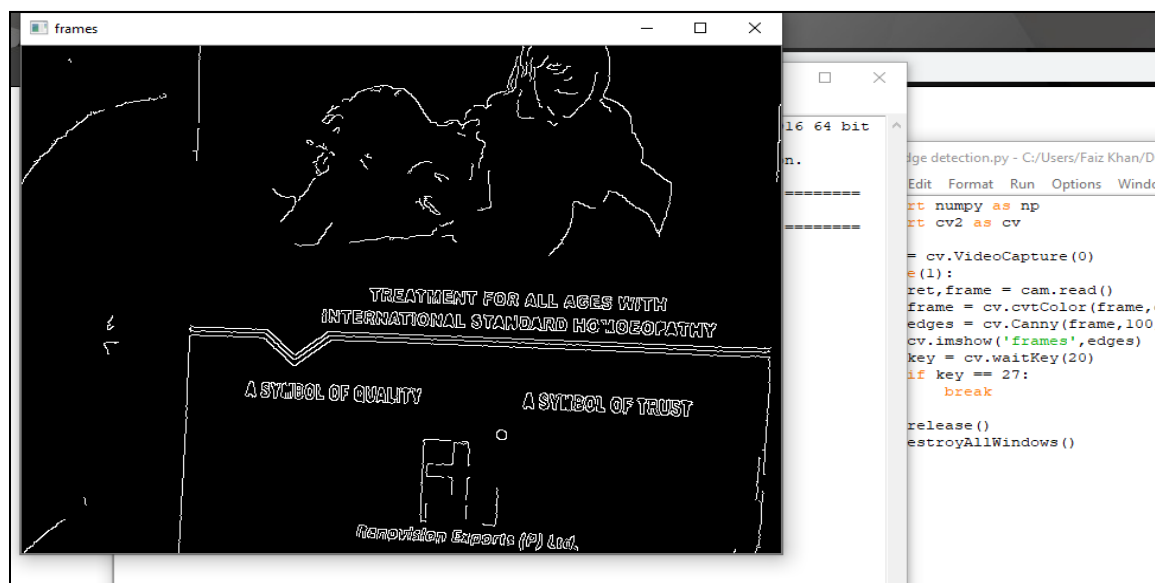 frames
TREATMENT FOR ALL AGES WITH
INTERNATIONAL STANDARD HOMOEOPATHY
A SYMBOL OF QUALITY
A SYMBOL OF TRUST
Renovision Exports (P) Ltd.
16 64 bit
n.
========
========
dge detection.py - C:/Users/Faiz Khan/D
Edit Format Run Options Windo
rt numpy as np
rt cv2 as cv
= cv.VideoCapture(0)
e(1):
ret,frame = cam.read()
frame = cv.cvtColor(frame,
edges = cv.Canny(frame,100
cv.imshow('frames',edges)
key = cv.waitKey(20)
if key == 27:
break
release()
estroyAllWindows()